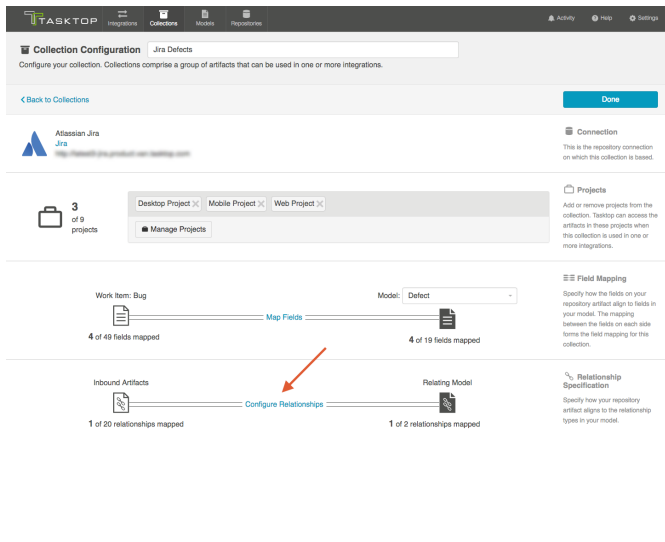 TASKTOP
Integrations
Collections
Models
Repositories
Activity
Help
Settings
Collection Configuration
Jira Defects
Configure your collection. Collections comprise a group of artifacts that can be used in one or more integrations.
Back to Collections
Done
Atlassian Jira
Jira
Connection
This is the repository connection
on which this collection is based.
3
of 9
projects
Desktop Project
Mobile Project
Web Project
Manage Projects
Projects
Add or remove projects from the
collection. Tasktop can access the
artifacts in these projects when
this collection is used in one or
more integrations.
Work Item: Bug
Model:
Defect
Map Fields
4 of 49 fields mapped
4 of 19 fields mapped
Field Mapping
Specify how the fields on your
repository artifact align to fields in
your model. The mapping
between the fields on each side
forms the field mapping for this
collection.
Inbound Artifacts
Relating Model
Configure Relationships
1 of 20 relationships mapped
1 of 2 relationships mapped
Relationship
Specification
Specify how your repository
artifact aligns to the relationship
types in your model.